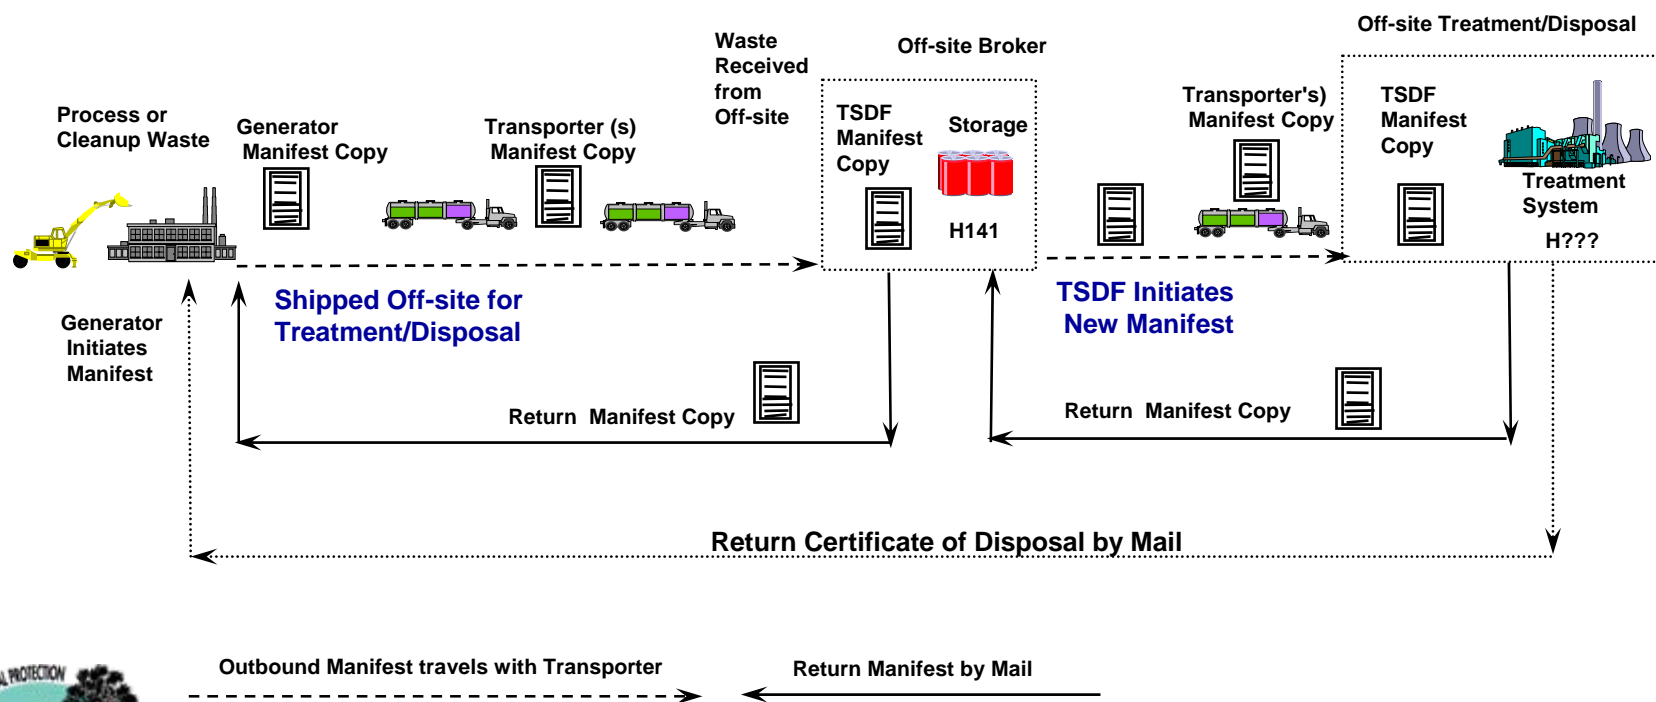 Off-site Treatment/Disposal
Waste
Received
from
Off-site
Off-site Broker
Process or
Cleanup Waste
Generator
Manifest Copy
Transporter (s)
Manifest Copy
TSDF
Manifest
Copy
Storage
H141
Transporter's)
Manifest Copy
TSDF
Manifest
Copy
Treatment
System
H???
Generator
Initiates
Manifest
Shipped Off-site for
Treatment/Disposal
TSDF Initiates
New Manifest
Return Manifest Copy
Return Manifest Copy
Return Certificate of Disposal by Mail
Outbound Manifest travels with Transporter
Return Manifest by Mail
PROTECTION